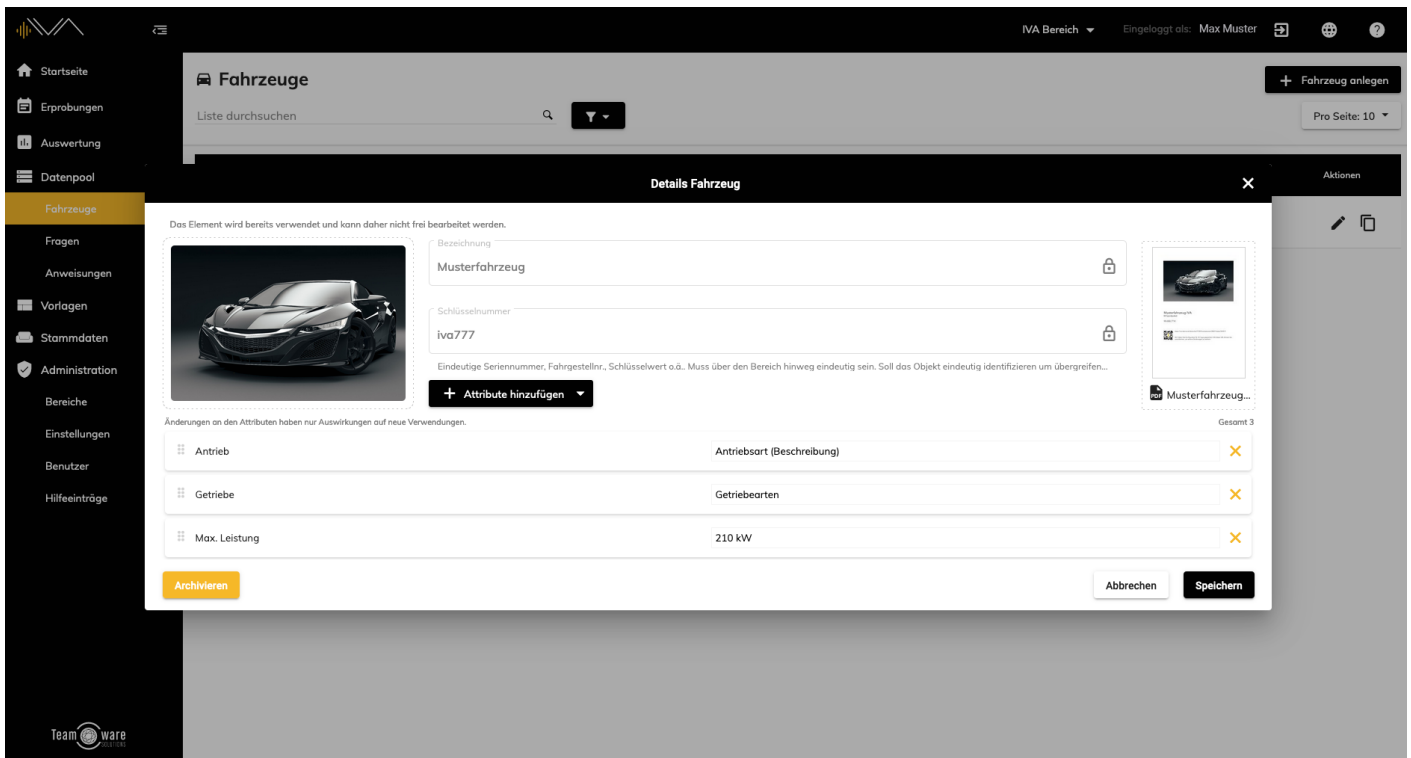 IVA Bereich
Eingeloggt als: Max Muster
Startseite
Erprobungen
Auswertung
Datenpool
Fahrzeuge
Fragen
Anweisungen
Vorlagen
Stammdaten
Administration
Bereiche
Einstellungen
Benutzer
Hilfeeinträge
Team ware
SOLUTIONS
Fahrzeuge
Fahrzeug anlegen
Liste durchsuchen
Pro Seite: 10
Aktionen
Details Fahrzeug
Das Element wird bereits verwendet und kann daher nicht frei bearbeitet werden.
Bezeichnung
Musterfahrzeug
Schlüsselnummer
iva777
Eindeutige Seriennummer, Fahrgestellnr., Schlüsselwert o.ä.. Muss über den Bereich hinweg eindeutig sein. Soll das Objekt eindeutig identifizieren um übergreifen...
Attribute hinzufügen
PDF Musterfahrzeug...
Änderungen an den Attributen haben nur Auswirkungen auf neue Verwendungen.
Gesamt 3
Antrieb
Antriebsart (Beschreibung)
Getriebe
Getriebearten
Max. Leistung
210 kW
Archivieren
Abbrechen
Speichern